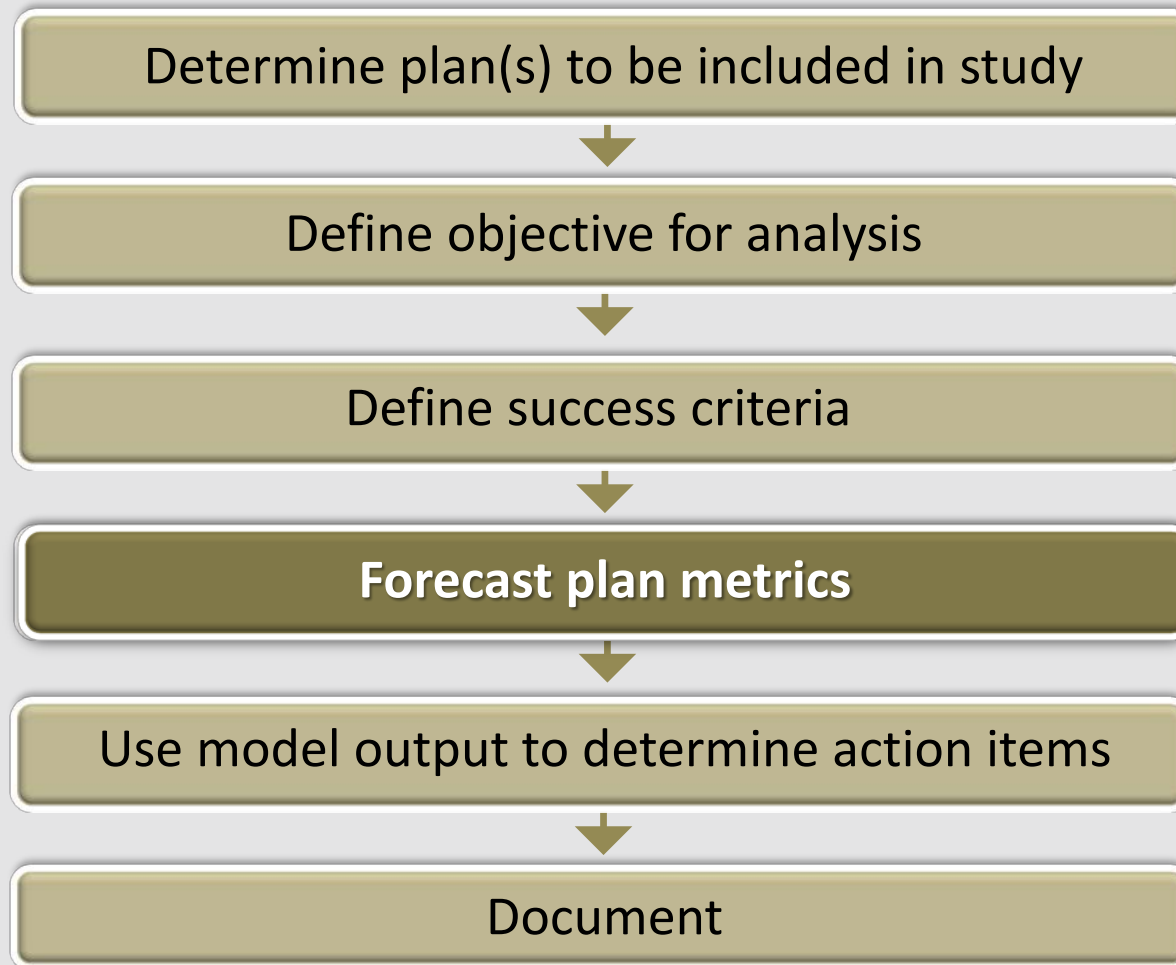 Determine plan(s) to be included in study
Define objective for analysis
Define success criteria
Forecast plan metrics
Use model output to determine action items
Document